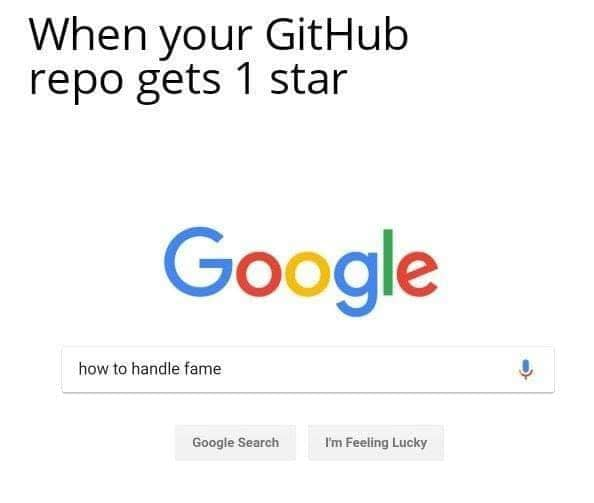 When your GitHub
repo gets 1 star
Google
how to handle fame
Google Search
I'm Feeling Lucky